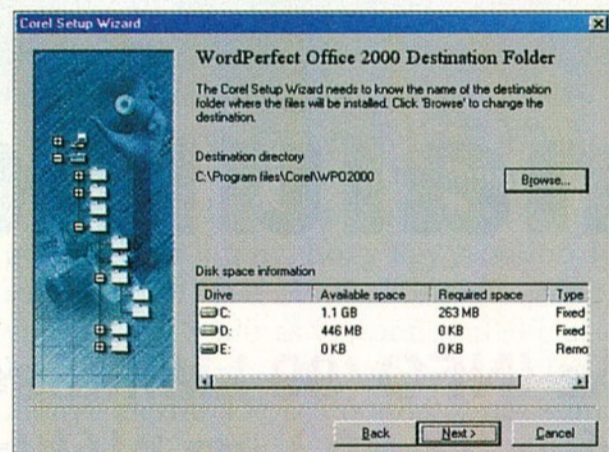 Corel Setup Wizard
WordPerfect Office 2000 Destination Folder
The Corel Setup Wizard needs to know the name of the destination
folder where the files will be installed. Click 'Browse' to change the
destination.
Destination directory
C:\Program files\Corel\WPO2000
Browse...
Disk space information
Drive Available space Required space Type
C: 1.1 GB 263 MB Fixed
D: 446 MB 0 KB Fixed
E: 0 KB 0 KB Remo
Back Next > Cancel